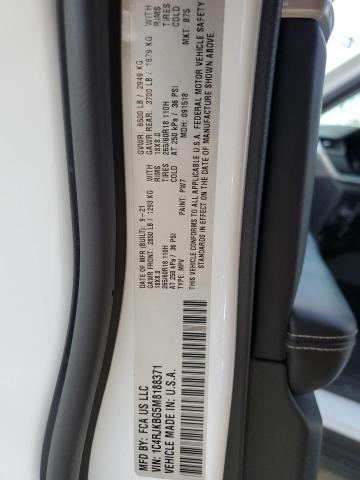 MFD BY: FCA US LLC
DATE OF MFR (BUILT): 9-21
GVWR: 6500 LB / 2949 KG
GAWR FRONT: 2850 LB / 1293 KG
GAWR REAR: 3700 LB / 1679 KG
WITH
18X8.0
18X8.0
RIMS
265/60R18 110H
265/60R18 110H
TIRES
AT 250 kPa / 36 PSI
AT 250 kPa / 36 PSI
COLD
THIS VEHICLE CONFORMS TO ALL APPLICABLE U.S.A. FEDERAL MOTOR VEHICLE SAFETY
STANDARDS IN EFFECT ON THE DATE OF MANUFACTURE SHOWN ABOVE.
VIN: 1C4RJKBG5M8188371
TYPE: MPV
PAINT: PW7
MDH: 091518
MXT: 875
VEHICLE MADE IN: U.S.A.